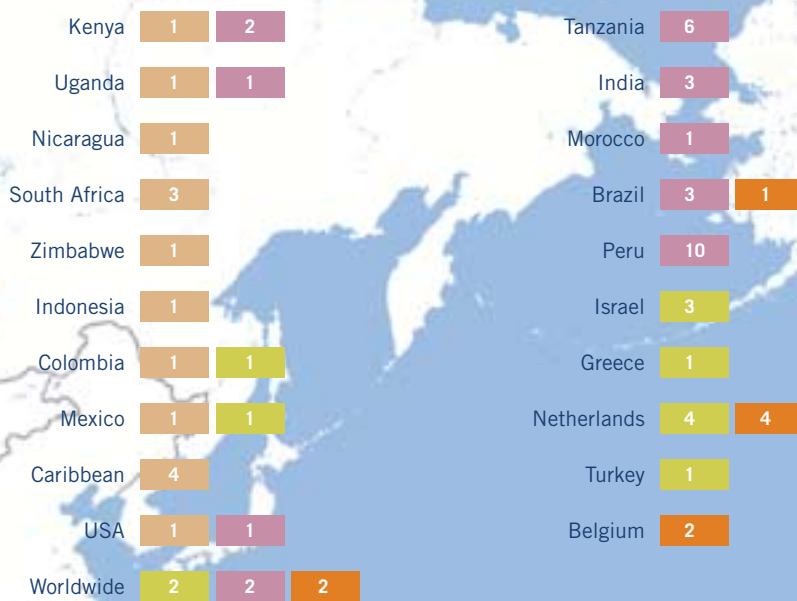 Kenya 1 2
Uganda 1 1
Nicaragua 1
South Africa 3
Zimbabwe 1
Indonesia 1
Colombia 1 1
Mexico 1 1
Caribbean 4
USA 1 1
Worldwide 2 2 2
Tanzania 6
India 3
Morocco 1
Brazil 3 1
Peru 10
Israel 3
Greece 1
Netherlands 4 4
Turkey 1
Belgium 2